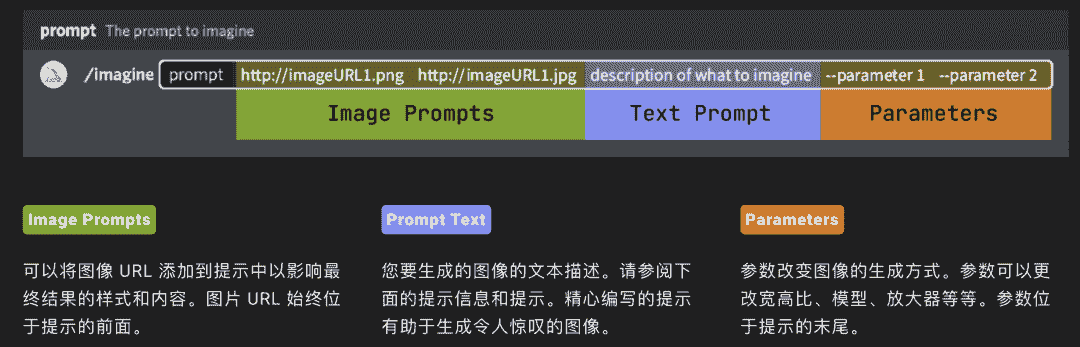 prompt The prompt to imagine
/imagine prompt http://imageURL1.png http://imageURL1.jpg description of what to imagine --parameter 1 --parameter 2
Image Prompts Text Prompt Parameters
Image Prompts
可以将图像 URL 添加到提示中以影响最
终结果的样式和内容。图片 URL 始终位
于提示的前面。
Prompt Text
您要生成的图像的文本描述。请参阅下
面的提示信息和提示。精心编写的提示
有助于生成令人惊叹的图像。
Parameters
参数改变图像的生成方式。参数可以更
改宽高比、模型、放大器等等。参数位
于提示的末尾。